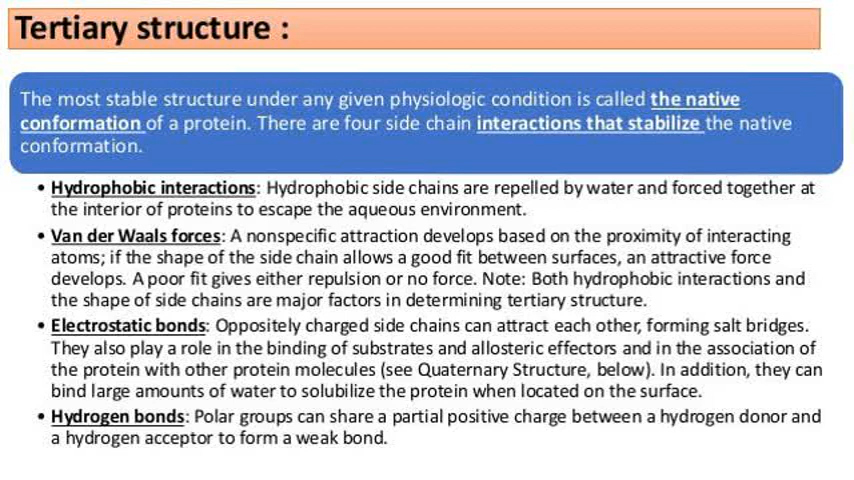 Tertiary structure :
The most stable structure under any given physiologic condition is called the native
conformation of a protein. There are four side chain interactions that stabilize the native
conformation.
• Hydrophobic interactions: Hydrophobic side chains are repelled by water and forced together at
the interior of proteins to escape the aqueous environment.
• Van der Waals forces: A nonspecific attraction develops based on the proximity of interacting
atoms; if the shape of the side chain allows a good fit between surfaces, an attractive force
develops. A poor fit gives either repulsion or no force. Note: Both hydrophobic interactions and
the shape of side chains are major factors in determining tertiary structure.
• Electrostatic bonds: Oppositely charged side chains can attract each other, forming salt bridges.
They also play a role in the binding of substrates and allosteric effectors and in the association of
the protein with other protein molecules (see Quaternary Structure, below). In addition, they can
bind large amounts of water to solubilize the protein when located on the surface.
• Hydrogen bonds: Polar groups can share a partial positive charge between a hydrogen donor and
a hydrogen acceptor to form a weak bond.